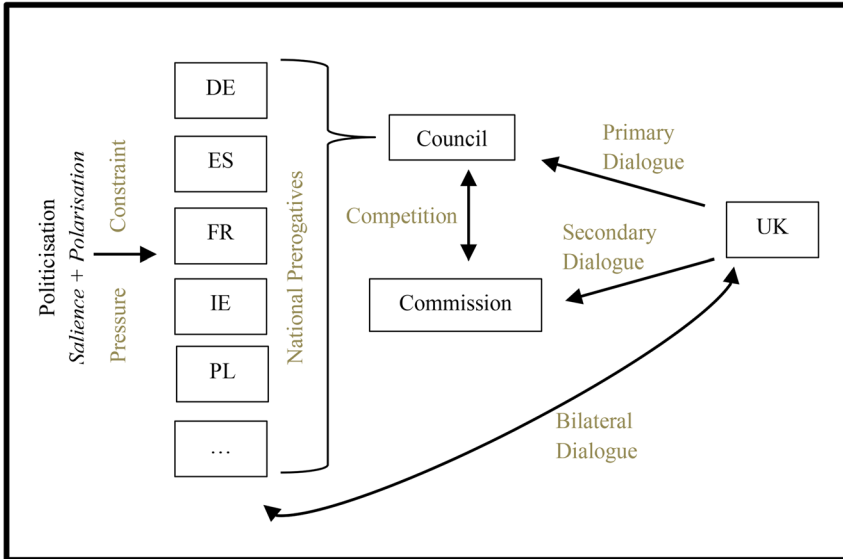 Politicisation
Salience + Polarisation
Pressure
Constraint
DE
ES
FR
IE
PL
...
National Prerogatives
Council
Competition
Commission
Primary
Dialogue
Secondary
Dialogue
Bilateral
Dialogue
UK